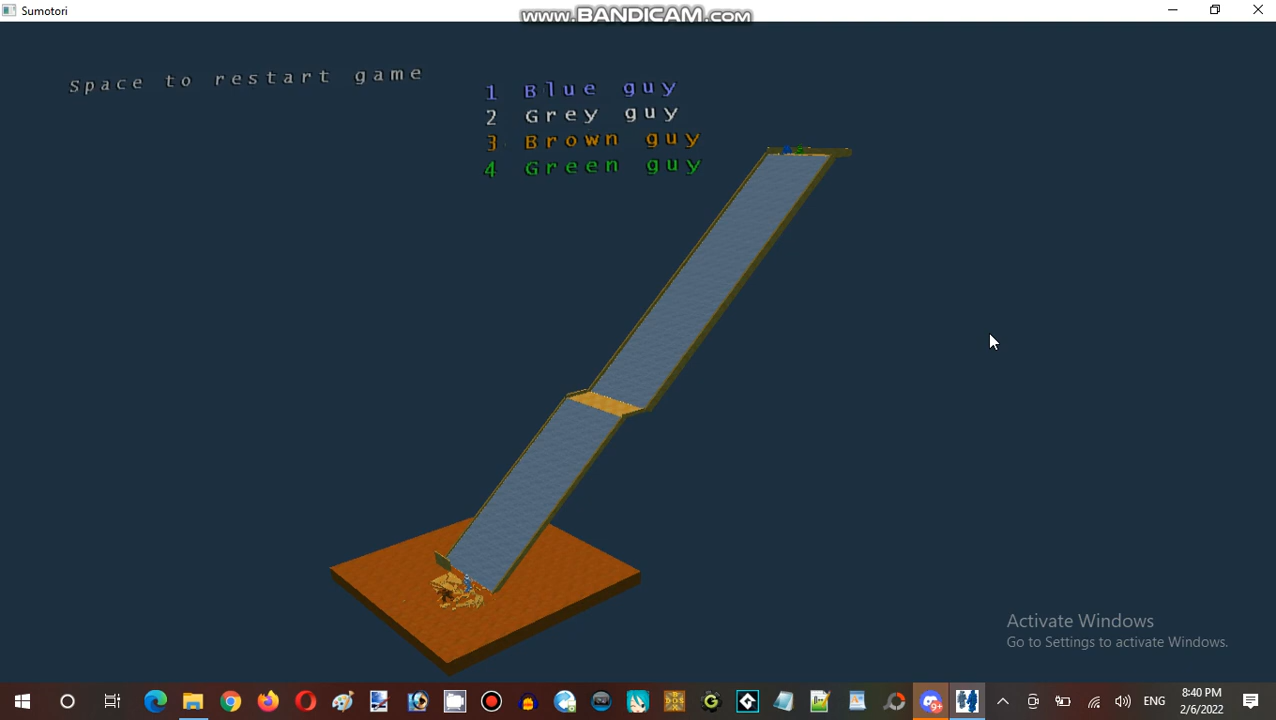 Sumotori
www.BANDICAM.com
Space to restart game
1 Blue guy
2 Grey guy
3 Brown guy
4 Green guy
Activate Windows
Go to Settings to activate Windows.
ENG
8:40 PM
2/6/2022